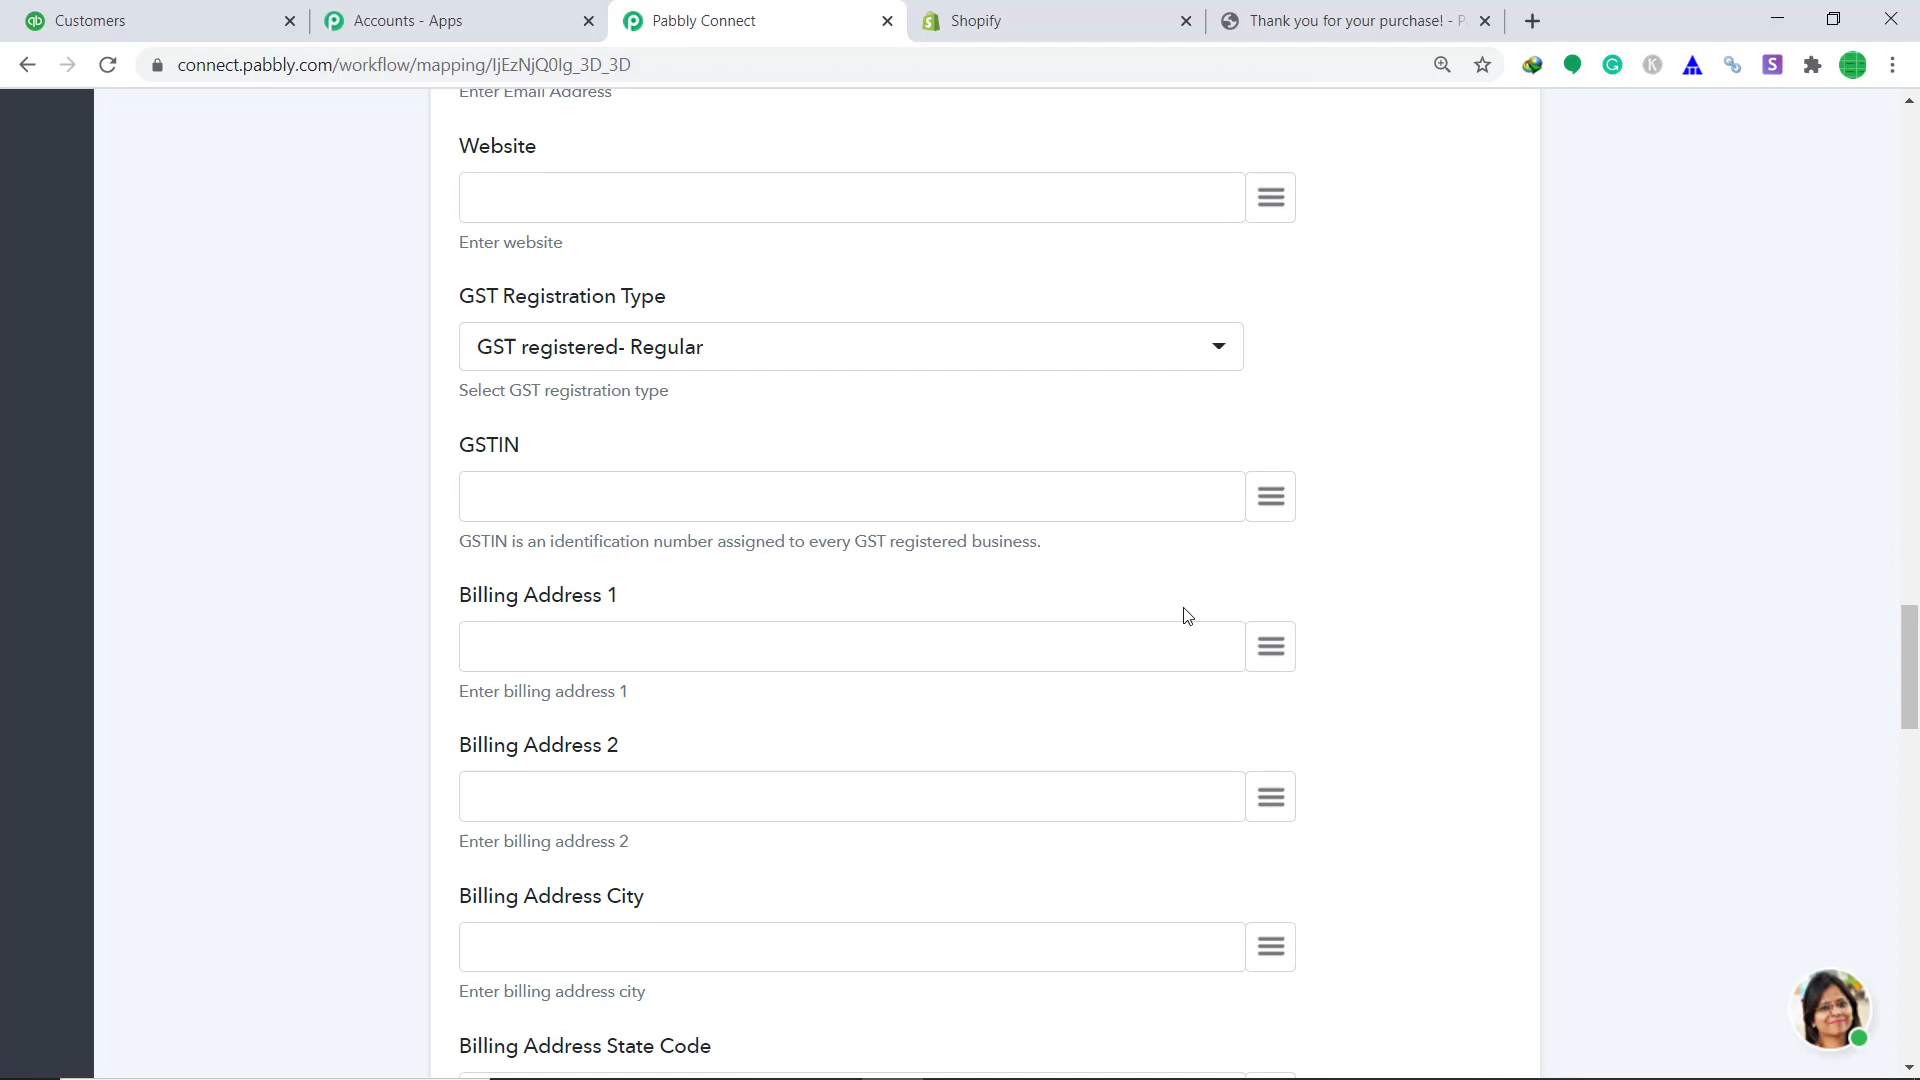 Customers
Accounts - Apps
Pabbly Connect
Shopify
Thank you for your purchase! - P
connect.pabbly.com/workflow/mapping/IjEzNjQ0Ig_3D_3D
Enter Email Address
Website
Enter website
GST Registration Type
GST registered- Regular
Select GST registration type
GSTIN
GSTIN is an identification number assigned to every GST registered business.
Billing Address 1
Enter billing address 1
Billing Address 2
Enter billing address 2
Billing Address City
Enter billing address city
Billing Address State Code